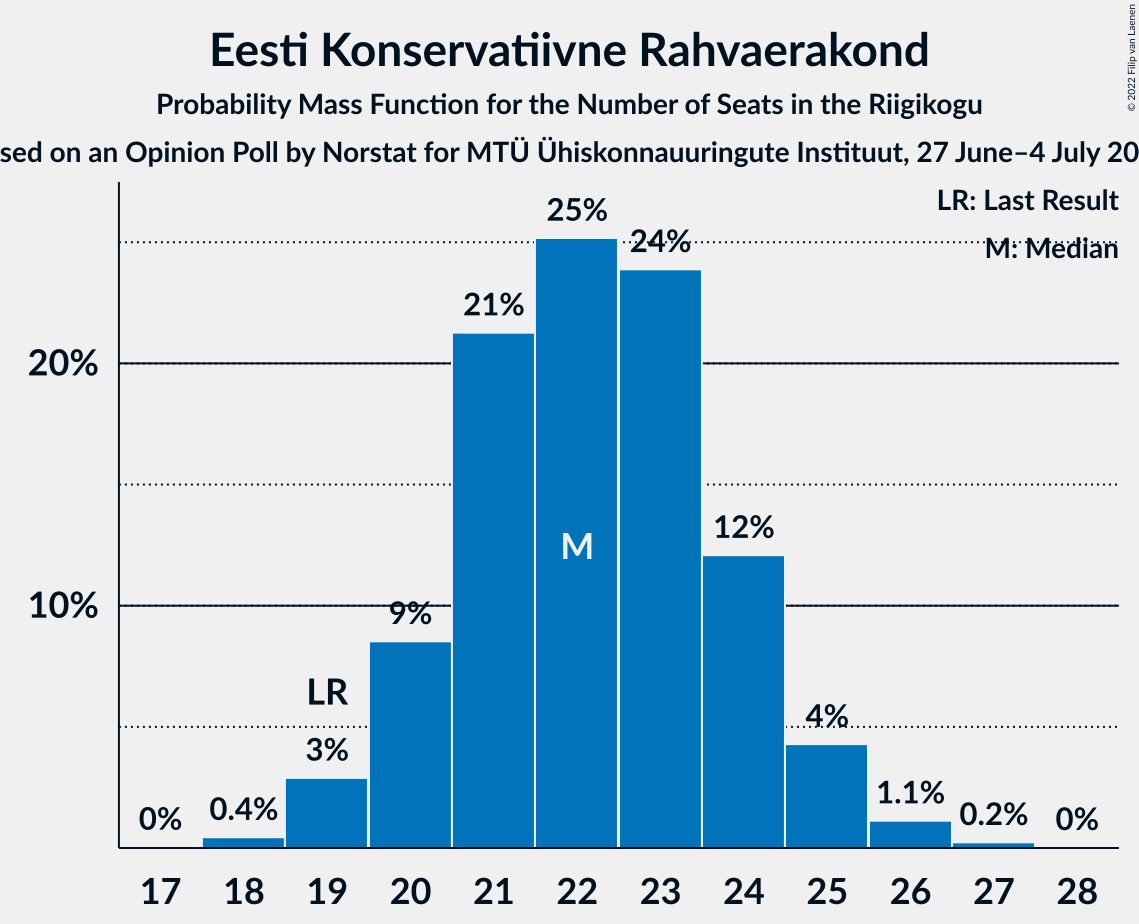 © 2022 Filip van Laenen
Eesti Konservatiivne Rahvaerakond
Probability Mass Function for the Number of Seats in the Riigikogu
sed on an Opinion Poll by Norstat for MTÜ Ühiskonnauuringute Instituut, 27 June–4 July 20
LR: Last Result
M: Median
25%
24%
21%
20%
12%
M
10%
9%
LR
4%
3%
1.1%
0.4%
0.2%
0%
0%
17 18 19 20 21 22 23 24 25 26 27 28